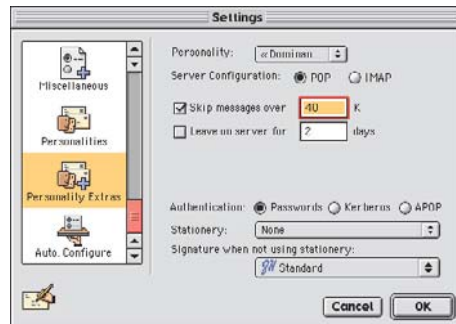 Settings
Miscellaneous
Personalities
Personality Extras
Auto. Configure
Personality: «Dominan
Server Configuration: POP IMAP
Skip messages over 40 K
Leave on server for 2 days
Authentication: Passwords Kerberos APOP
Stationery: None
Signature when not using stationery:
Standard
Cancel OK